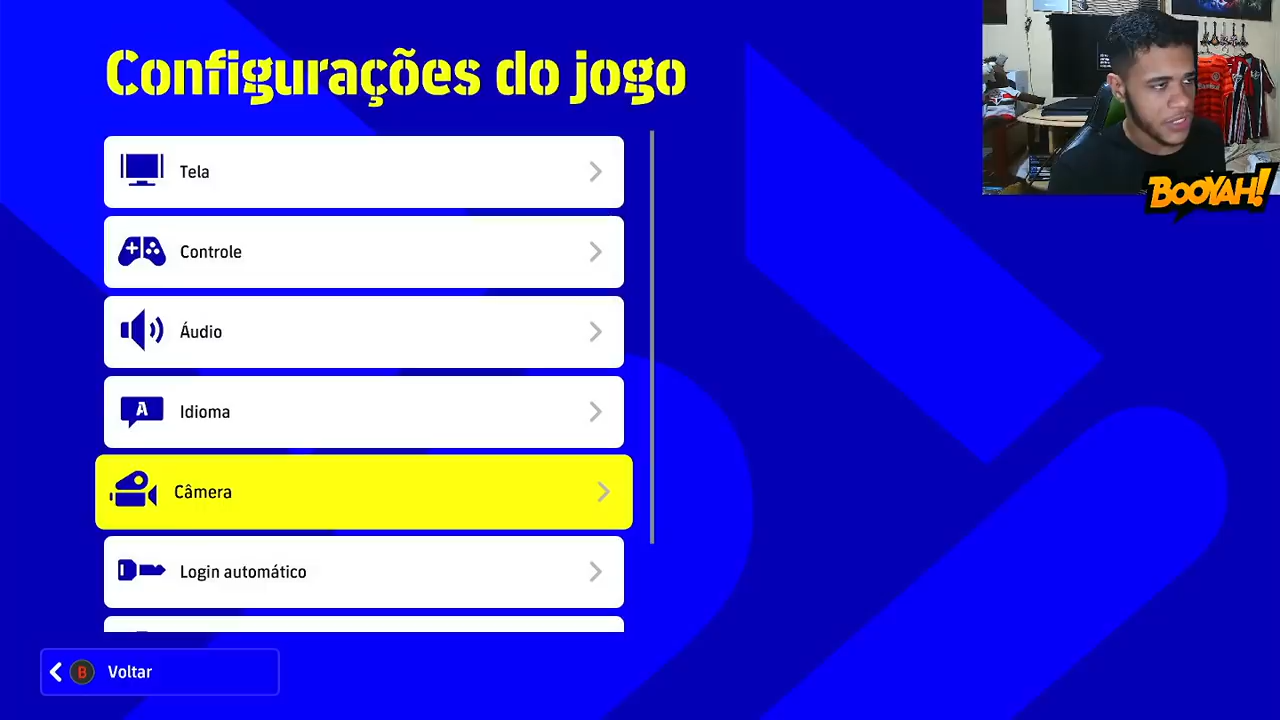 Configurações do jogo
Tela
Controle
Áudio
A Idioma
Câmera
Login automático
B Voltar
BOOYAH!